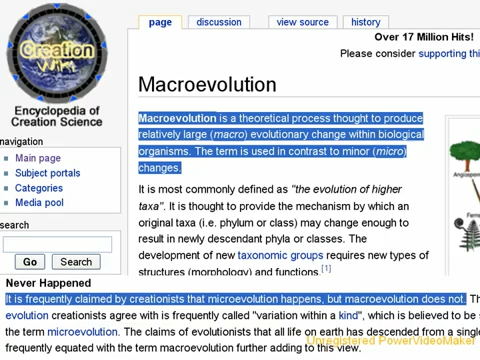 page
discussion
view source
history
Over 17 Million Hits!
Please consider supporting thi
Creation
Wiki
Encyclopedia of
Creation Science
Macroevolution
Macroevolution is a theoretical process thought to produce
relatively large (macro) evolutionary change within biological
organisms. The term is used in contrast to minor (micro)
changes.
It is most commonly defined as "the evolution of higher
taxa". It is thought to provide the mechanism by which an
original taxa (i.e. phylum or class) may change enough to
result in newly descendant phyla or classes. The
development of new taxonomic groups requires new types of
structures (morphology) and functions.[1]
Angiosperm
Ferns
navigation
Main page
Subject portals
Categories
Media pool
search
Go
Search
Never Happened
It is frequently claimed by creationists that microevolution happens, but macroevolution does not. Th
evolution creationists agree with is frequently called "variation within a kind", which is believed to be s
the term microevolution. The claims of evolutionists that all life on earth has descended from a single
frequently equated with the term macroevolution further adding to this view.
Unregistered PowerVideoMaker